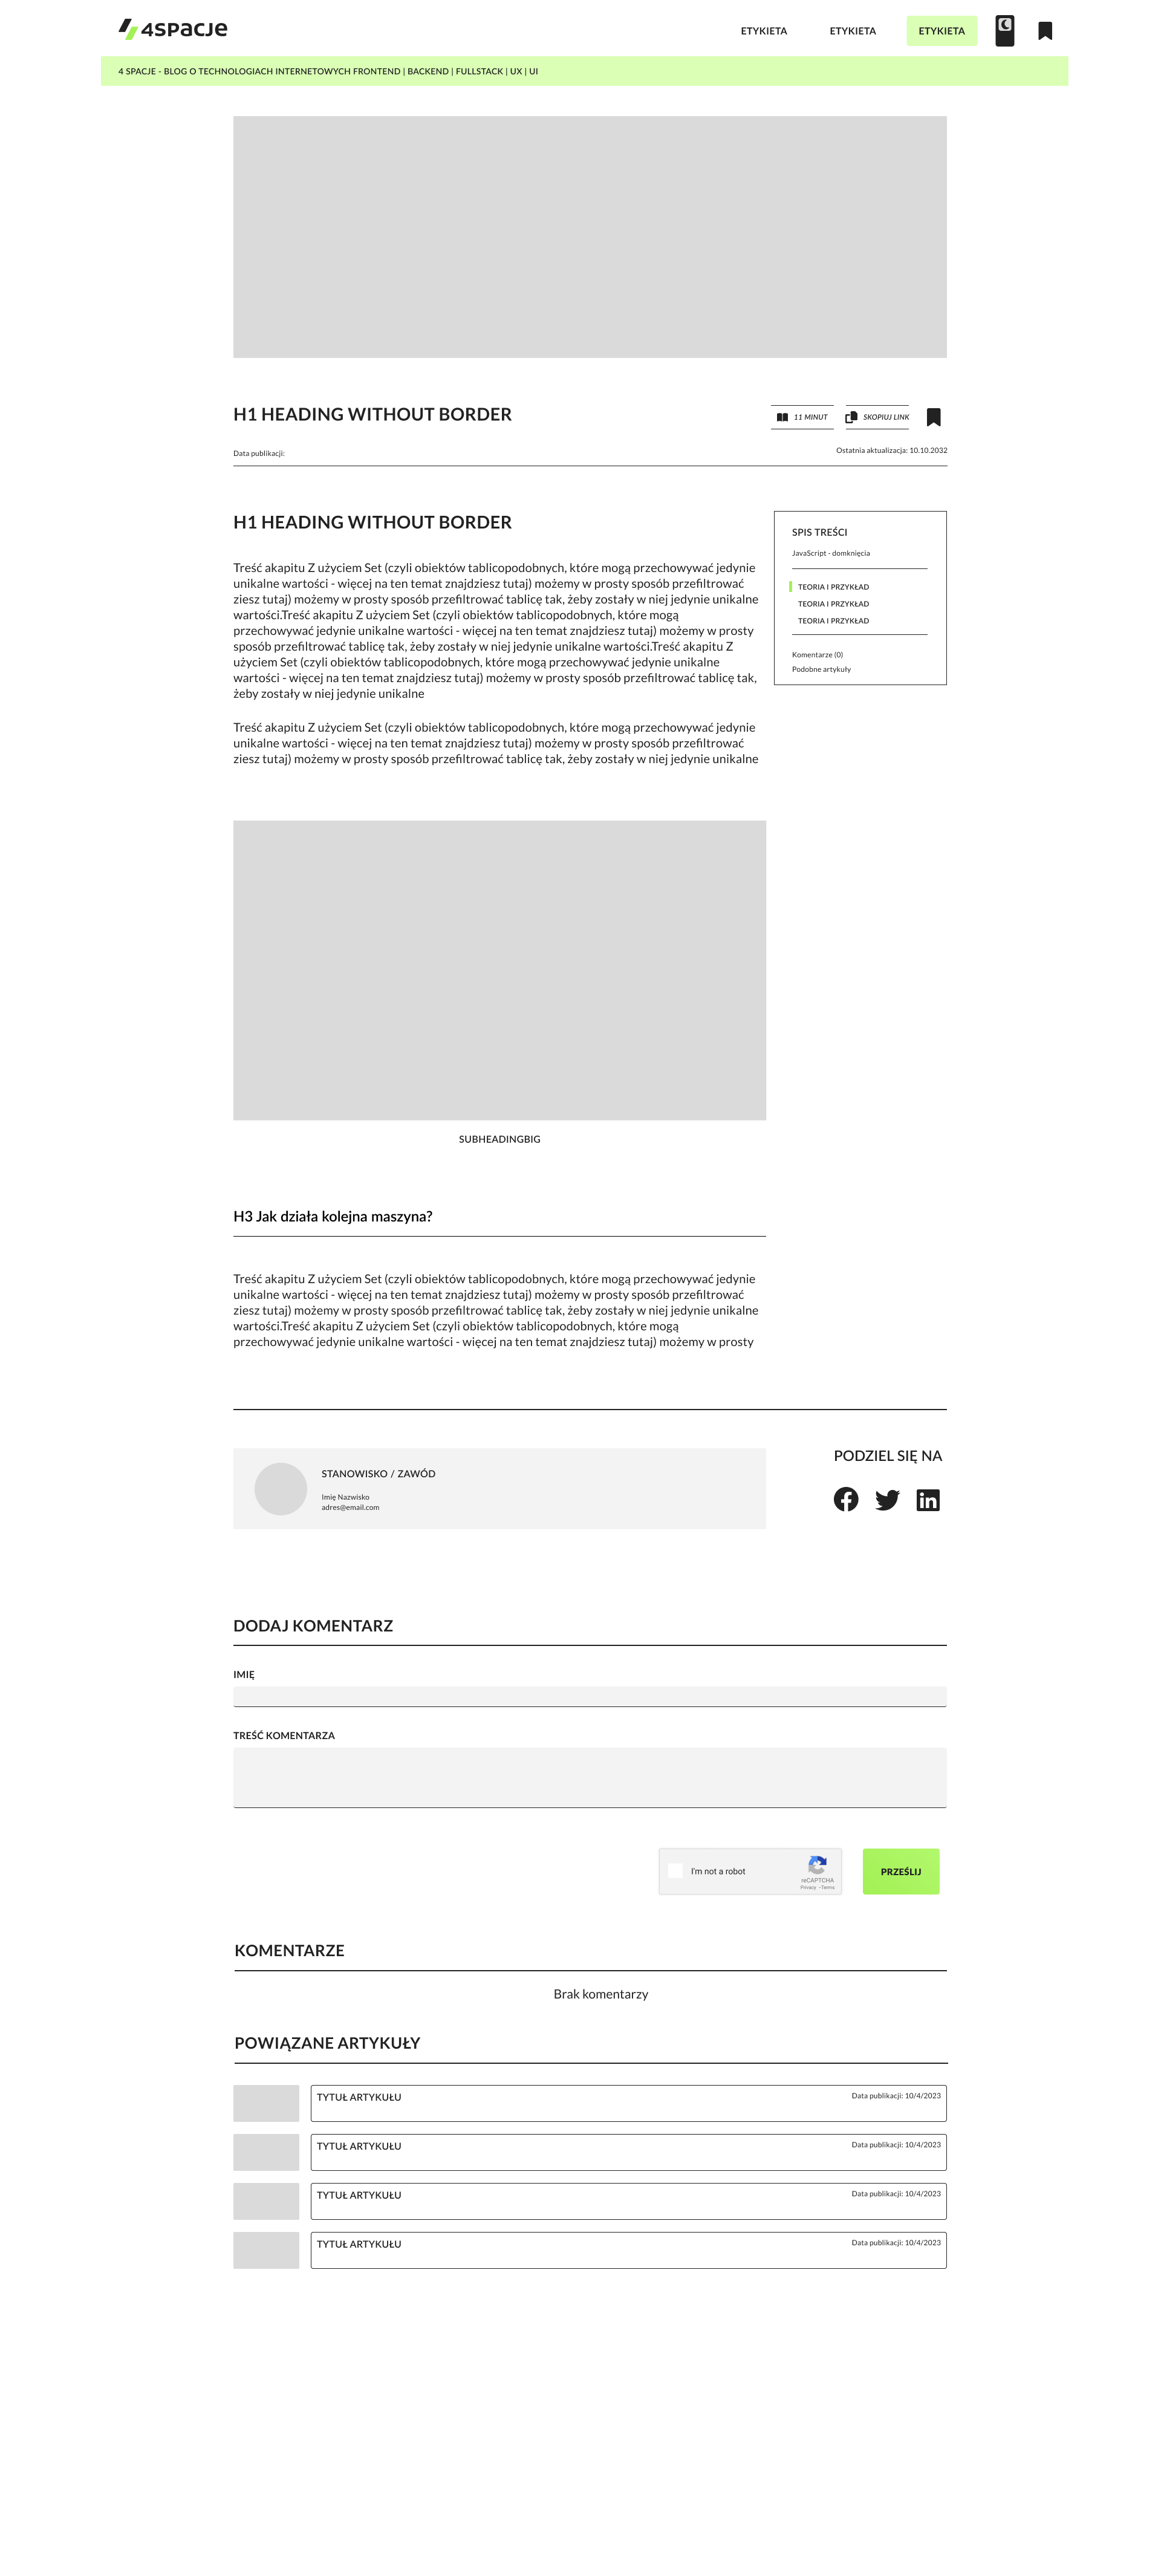 4spacje
ETYKIETA ETYKIETA ETYKIETA
4 SPACJE - BLOG O TECHNOLOGIACH INTERNETOWYCH FRONTEND | BACKEND | FULLSTACK | UX | UI
H1 HEADING WITHOUT BORDER
11 MINUT
SKOPIUJ LINK
Data publikacji:
Ostatnia aktualizacja: 10.10.2032
H1 HEADING WITHOUT BORDER
Treść akapitu Z użyciem Set (czyli obiektów tablicopodobnych, które mogą przechowywać jedynie
unikalne wartości - więcej na ten temat znajdziesz tutaj) możemy w prosty sposób przefiltrować
ziesz tutaj) możemy w prosty sposób przefiltrować tablicę tak, żeby zostały w niej jedynie unikalne
wartości.Treść akapitu Z użyciem Set (czyli obiektów tablicopodobnych, które mogą
przechowywać jedynie unikalne wartości - więcej na ten temat znajdziesz tutaj) możemy w prosty
sposób przefiltrować tablicę tak, żeby zostały w niej jedynie unikalne wartości.Treść akapitu Z
użyciem Set (czyli obiektów tablicopodobnych, które mogą przechowywać jedynie unikalne
wartości - więcej na ten temat znajdziesz tutaj) możemy w prosty sposób przefiltrować tablicę tak,
żeby zostały w niej jedynie unikalne
Treść akapitu Z użyciem Set (czyli obiektów tablicopodobnych, które mogą przechowywać jedynie
unikalne wartości - więcej na ten temat znajdziesz tutaj) możemy w prosty sposób przefiltrować
ziesz tutaj) możemy w prosty sposób przefiltrować tablicę tak, żeby zostały w niej jedynie unikalne
SPIS TREŚCI
JavaScript - domknięcia
TEORIA I PRZYKŁAD
TEORIA I PRZYKŁAD
TEORIA I PRZYKŁAD
Komentarze (0)
Podobne artykuły
SUBHEADINGBIG
H3 Jak działa kolejna maszyna?
Treść akapitu Z użyciem Set (czyli obiektów tablicopodobnych, które mogą przechowywać jedynie
unikalne wartości - więcej na ten temat znajdziesz tutaj) możemy w prosty sposób przefiltrować
ziesz tutaj) możemy w prosty sposób przefiltrować tablicę tak, żeby zostały w niej jedynie unikalne
wartości.Treść akapitu Z użyciem Set (czyli obiektów tablicopodobnych, które mogą
przechowywać jedynie unikalne wartości - więcej na ten temat znajdziesz tutaj) możemy w prosty
STANOWISKO / ZAWÓD
Imię Nazwisko
adres@email.com
PODZIEL SIĘ NA
DODAJ KOMENTARZ
IMIĘ
TREŚĆ KOMENTARZA
I'm not a robot
reCAPTCHA
Privacy - Terms
PRZEŚLIJ
KOMENTARZE
Brak komentarzy
POWIĄZANE ARTYKUŁY
TYTUŁ ARTYKUŁU Data publikacji: 10/4/2023
TYTUŁ ARTYKUŁU Data publikacji: 10/4/2023
TYTUŁ ARTYKUŁU Data publikacji: 10/4/2023
TYTUŁ ARTYKUŁU Data publikacji: 10/4/2023